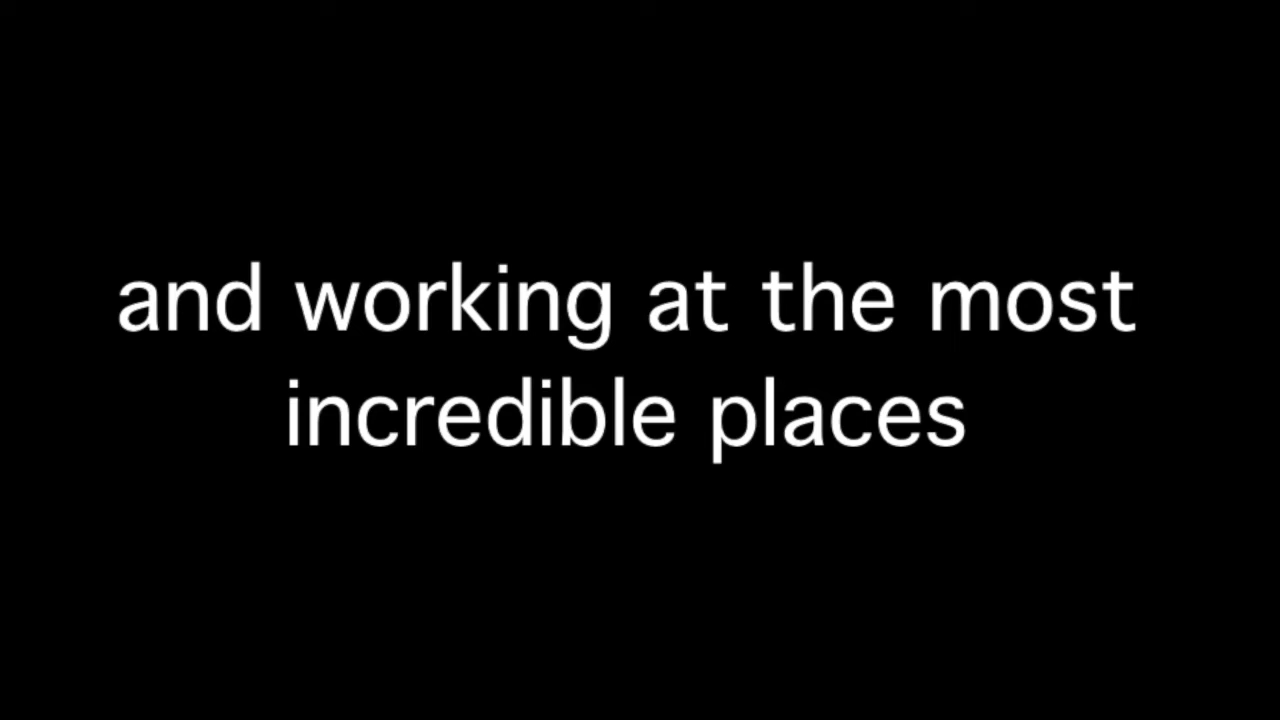 and working at the most
incredible places